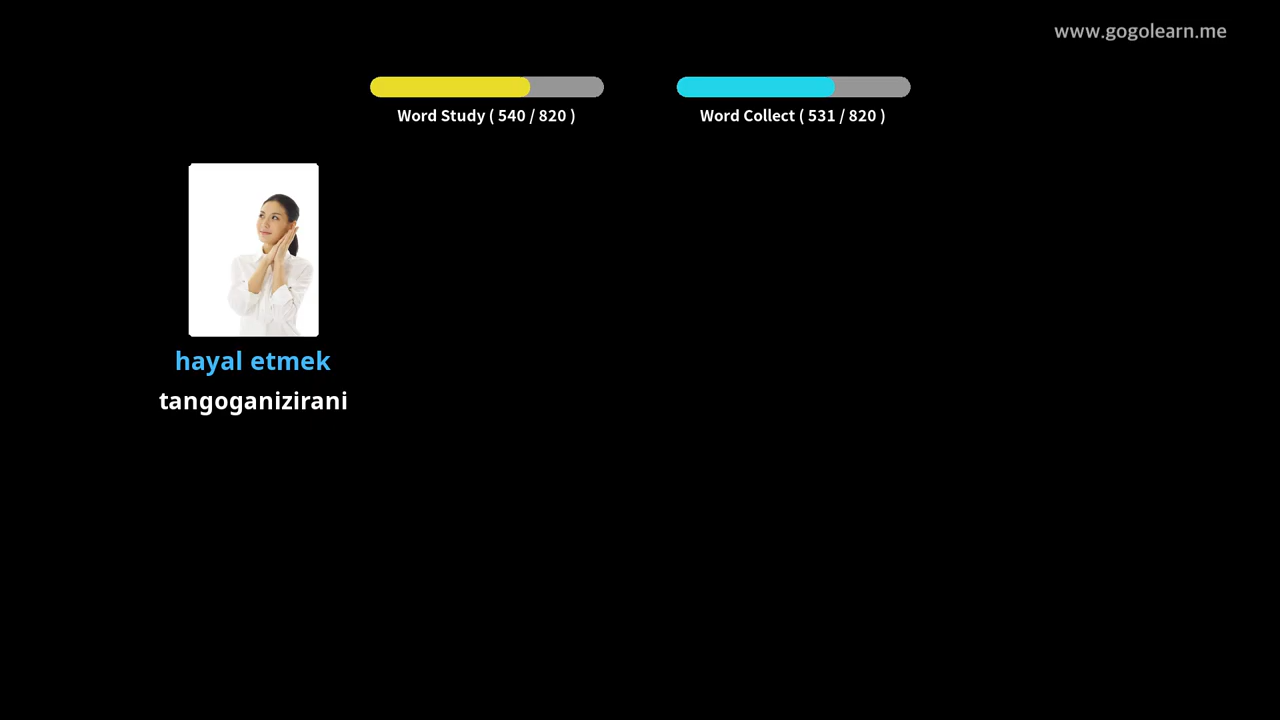 www.gogolearn.me
Word Study ( 540 / 820 )
Word Collect ( 531 / 820 )
hayal etmek
tangoganizirani